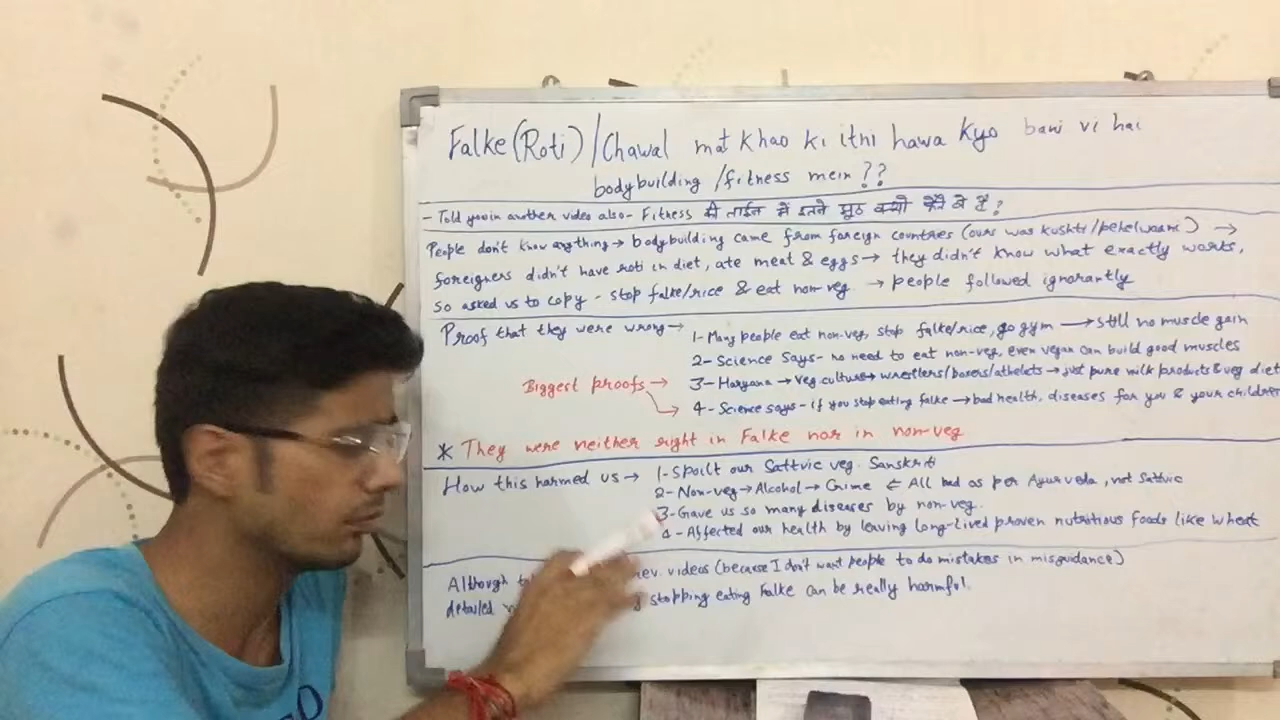 Falke(Roti)/Chawal mat khao ki itni hawa kyo bani vi hai
bodybuilding/fitness mein??
- Told you in another video also- Fitness की लाईन में इतने झूठ क्यों फैले वे हैं?
People don't know anything → bodybuilding came from foreign countries (ours was kushti/pehelwani) →
foreigners didn't have roti in diet, ate meat & eggs → they didn't know what exactly works,
so asked us to copy - stop falke/rice & eat non-veg → people followed ignorantly
Proof that they were wrong → 1- Many people eat non-veg, stop falke/rice, go gym → still no muscle gain
2- Science says- no need to eat non-veg, even vegan can build good muscles
Biggest proofs → 3- Haryana → veg culture → wrestlers/boxers/athelets → just pure milk products & veg diet
4- Science says- if you stop eating falke → bad health, diseases for you & your children
* They were neither right in Falke nor in non-veg
How this harmed us → 1- Spoilt our Sattvic veg. Sanskriti
2- Non-veg → Alcohol → Crime ← All bad as per Ayurveda, not Sattvic
3- Gave us so many diseases by non-veg.
4- Affected our health by leaving long-lived proven nutritious foods like wheat
Although videos (because I don't want people to do mistakes in misguidance)
detailed stopping eating Falke can be really harmful.